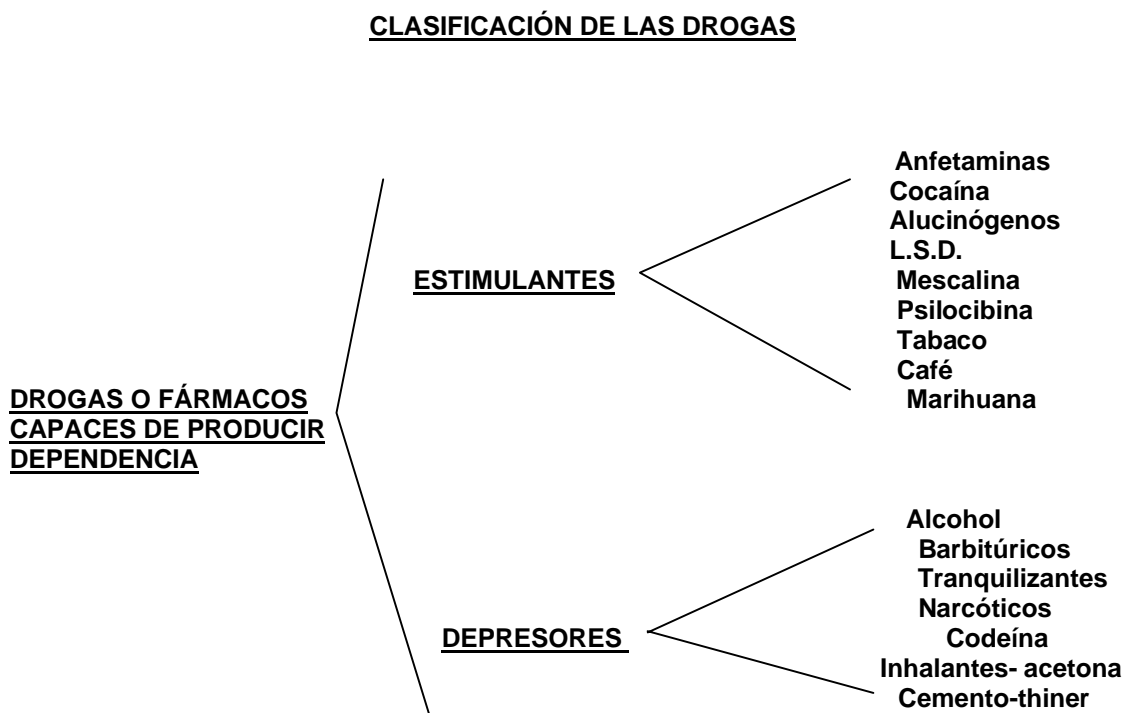 CLASIFICACIÓN DE LAS DROGAS
Anfetaminas
Cocaína
Alucinógenos
L.S.D.
ESTIMULANTES
Mescalina
Psilocibina
Tabaco
Café
Marihuana
DROGAS O FÁRMACOS
CAPACES DE PRODUCIR
DEPENDENCIA
Alcohol
Barbitúricos
Tranquilizantes
Narcóticos
DEPRESORES
Codeína
Inhalantes- acetona
Cemento-thiner